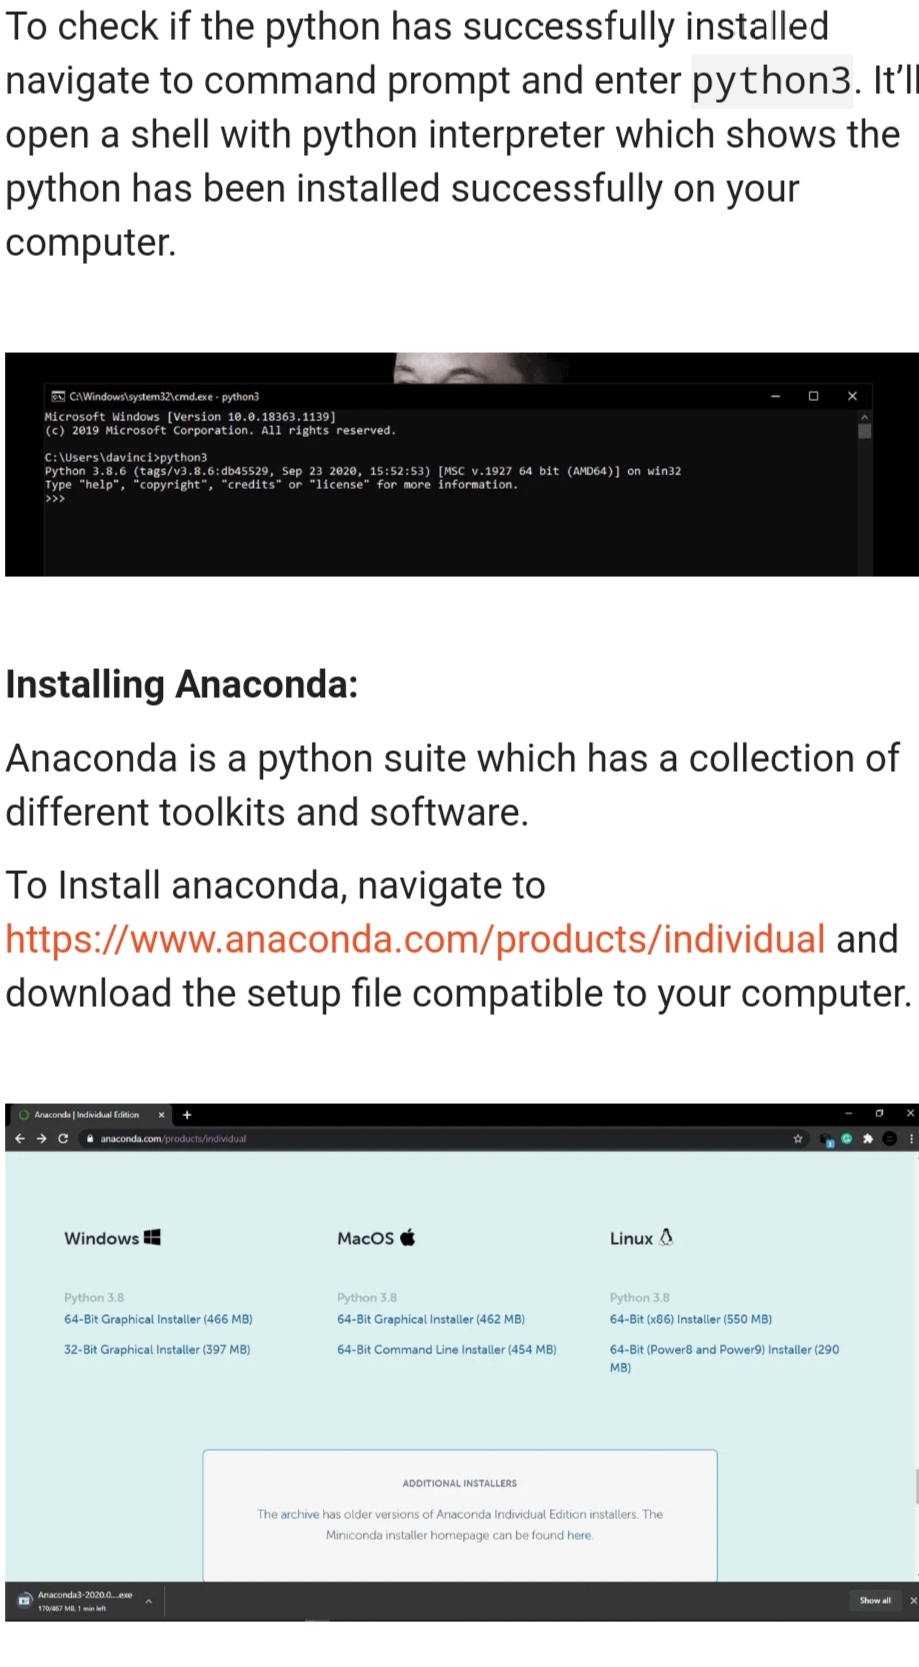 To check if the python has successfully installed
navigate to command prompt and enter python3. It'll
open a shell with python interpreter which shows the
python has been installed successfully on your
computer.
C:\Windows\system32\cmd.exe - python3
Microsoft Windows [Version 10.0.18363.1139]
(c) 2019 Microsoft Corporation. All rights reserved.
C:\Users\davinci>python3
Python 3.8.6 (tags/v3.8.6:db45529, Sep 23 2020, 15:52:53) [MSC v.1927 64 bit (AMD64)] on win32
Type "help", "copyright", "credits" or "license" for more information.
>>>
Installing Anaconda:
Anaconda is a python suite which has a collection of
different toolkits and software.
To Install anaconda, navigate to
https://www.anaconda.com/products/individual and
download the setup file compatible to your computer.
Anaconda | Individual Edition
anaconda.com/products/individual
Windows MacOS Linux
Python 3.8 Python 3.8 Python 3.8
64-Bit Graphical Installer (466 MB) 64-Bit Graphical Installer (462 MB) 64-Bit (x86) Installer (550 MB)
32-Bit Graphical Installer (397 MB) 64-Bit Command Line Installer (454 MB) 64-Bit (Power8 and Power9) Installer (290
MB)
ADDITIONAL INSTALLERS
The archive has older versions of Anaconda Individual Edition installers. The
Miniconda installer homepage can be found here.
Anaconda3-2020.0....exe
170/467 MB, 1 min left
Show all